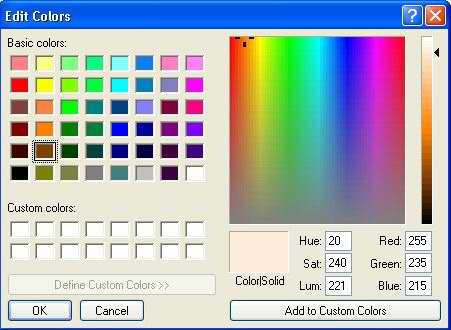 Edit Colors
Basic colors:
Custom colors:
Define Custom Colors >>
OK
Cancel
Color|Solid
Hue: 20
Sat: 240
Lum: 221
Red: 255
Green: 235
Blue: 215
Add to Custom Colors